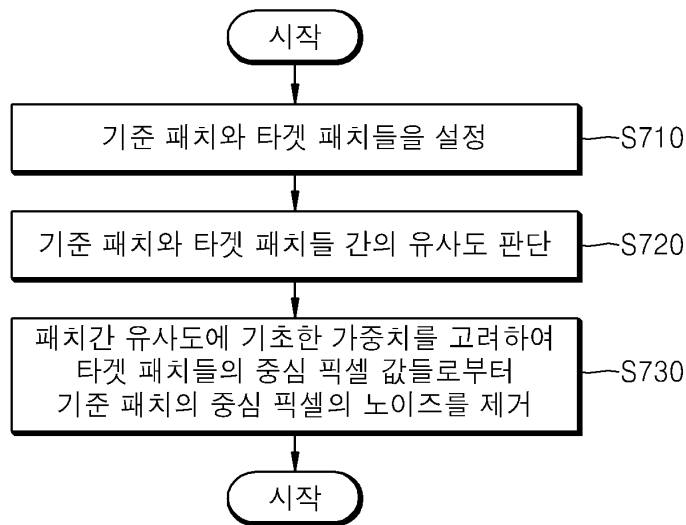 시작
기준 패치와 타겟 패치들을 설정
S710
기준 패치와 타겟 패치들 간의 유사도 판단
S720
패치간 유사도에 기초한 가중치를 고려하여
타겟 패치들의 중심 픽셀 값들로부터
기준 패치의 중심 픽셀의 노이즈를 제거
S730
시작